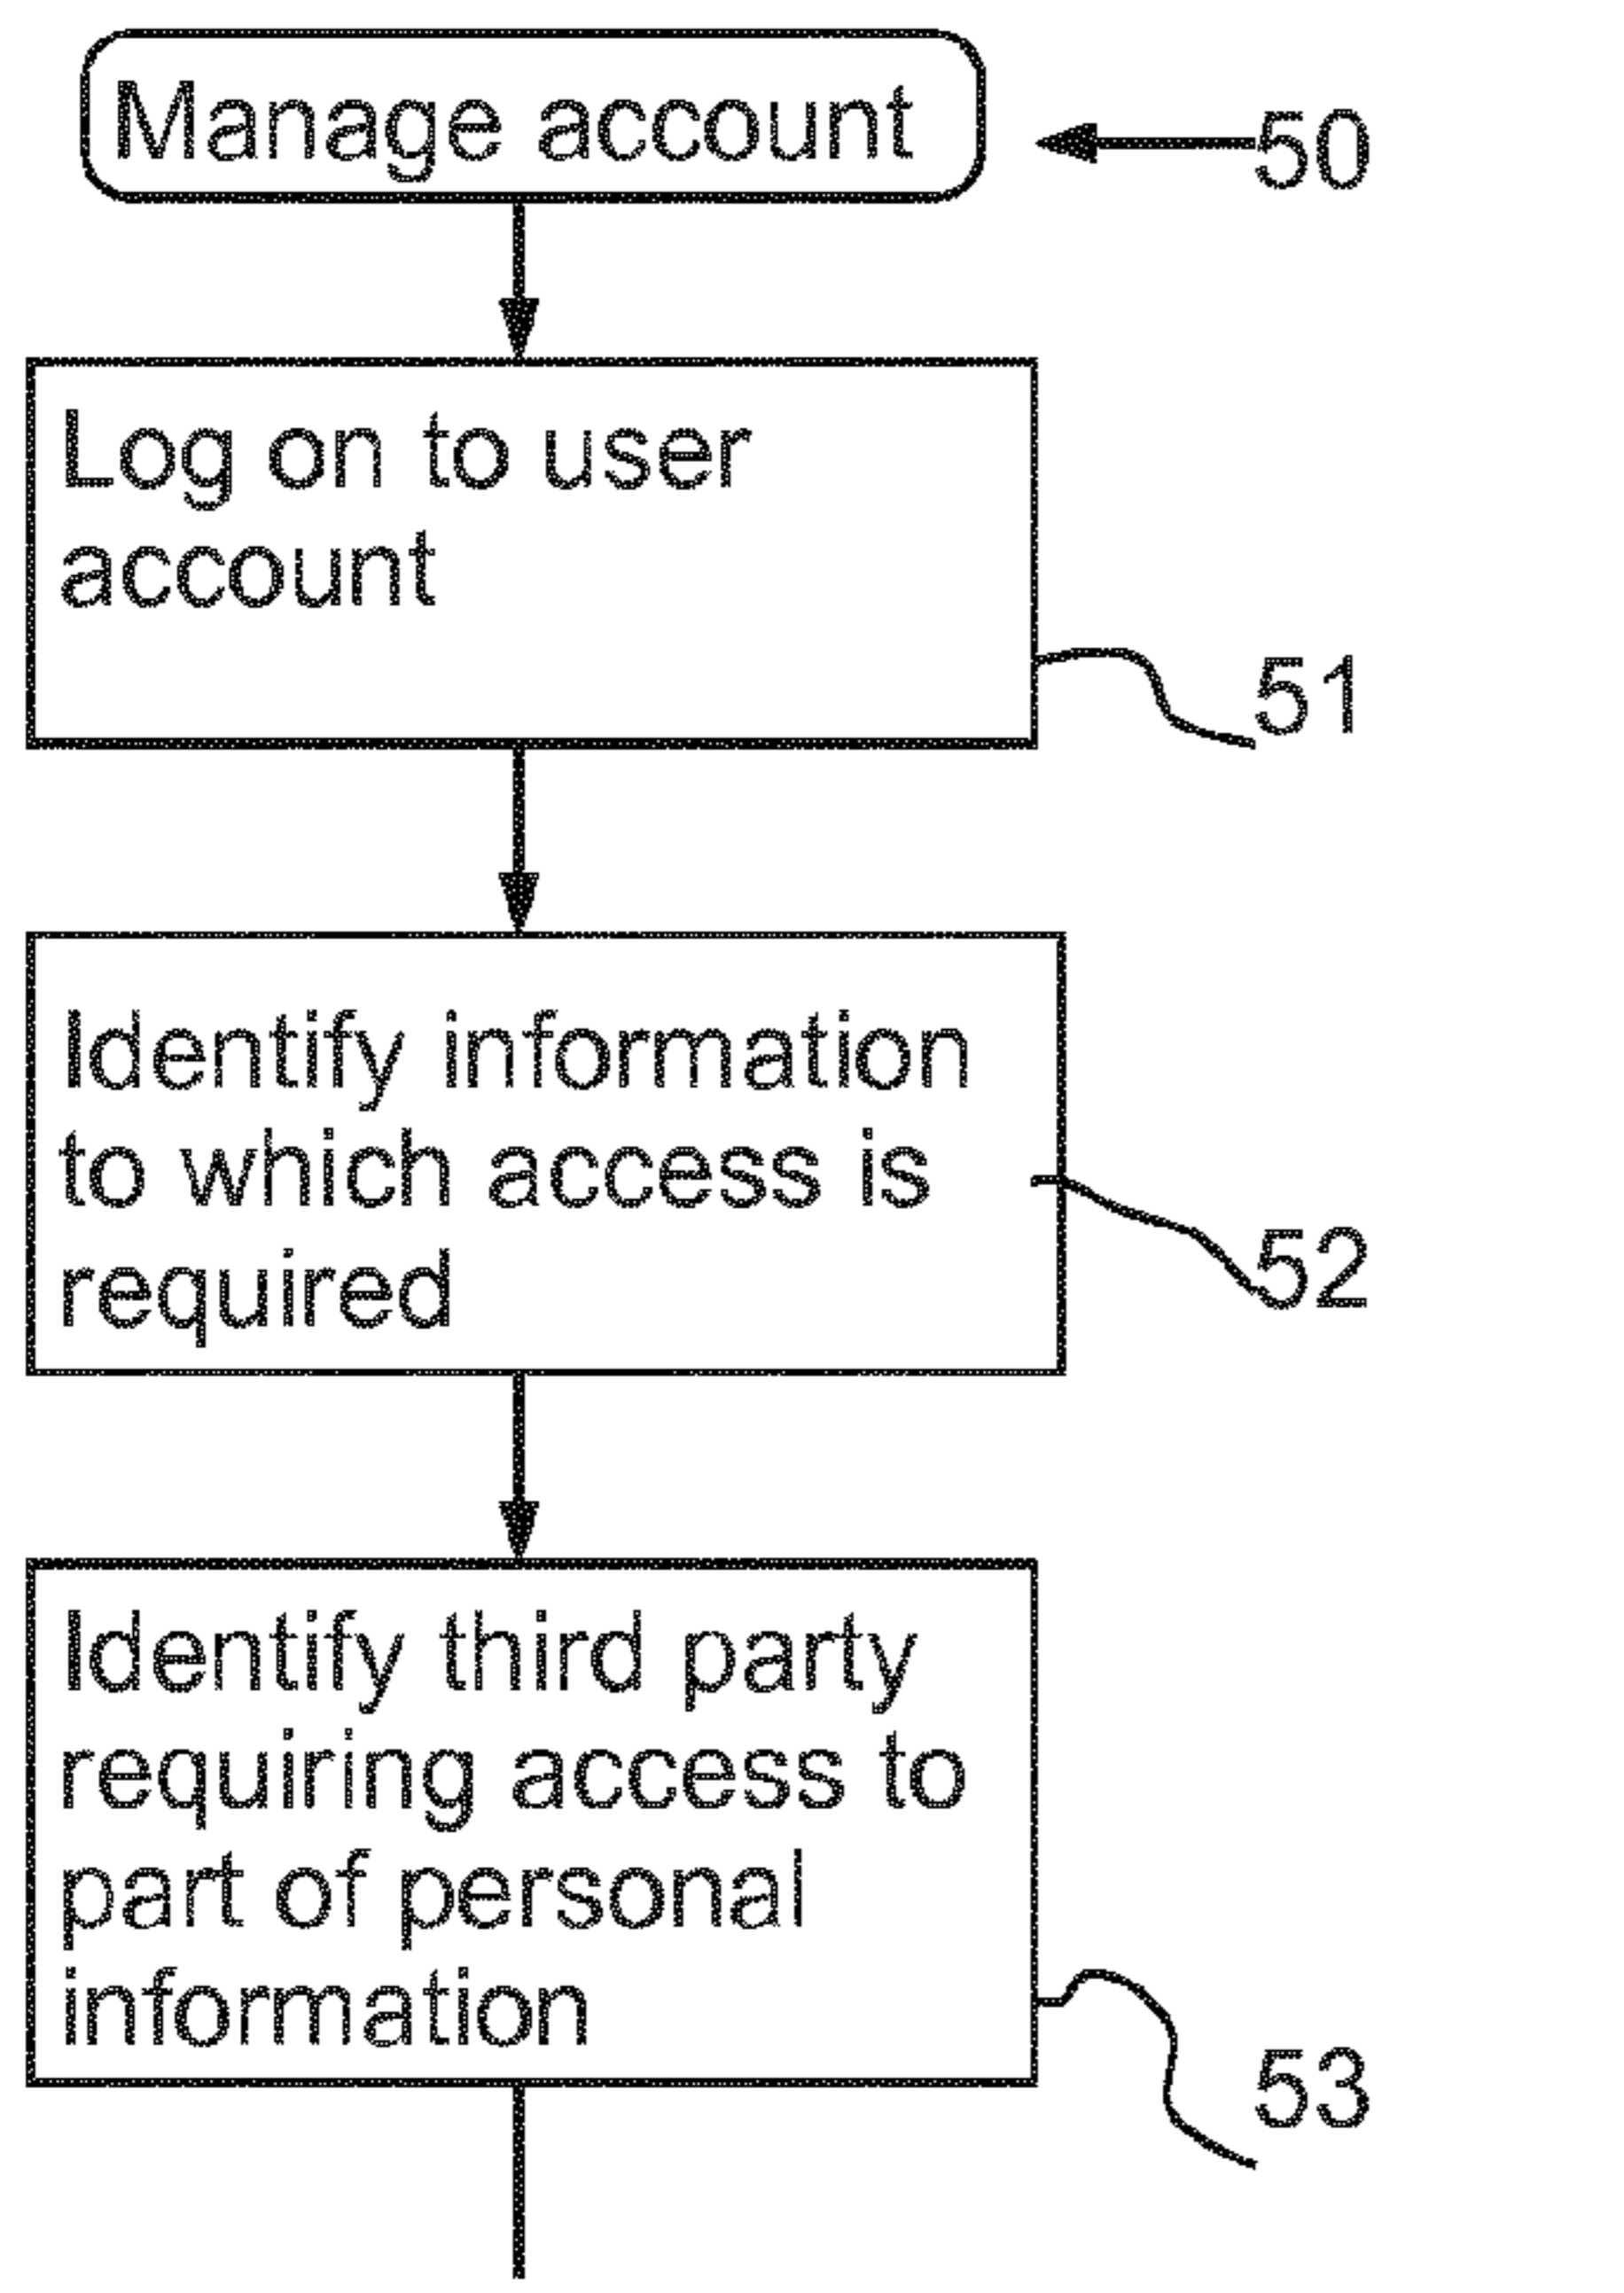 Manage account
50
Log on to user
account
51
Identify information
to which access is
required
52
Identify third party
requiring access to
part of personal
information
53